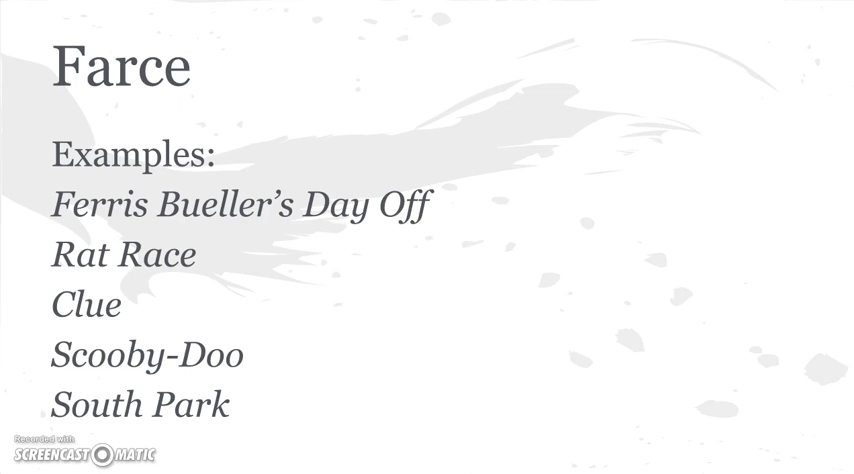 Farce
Examples:
Ferris Bueller’s Day Off
Rat Race
Clue
Scooby-Doo
South Park
Recorded with
SCREENCAST O MATIC